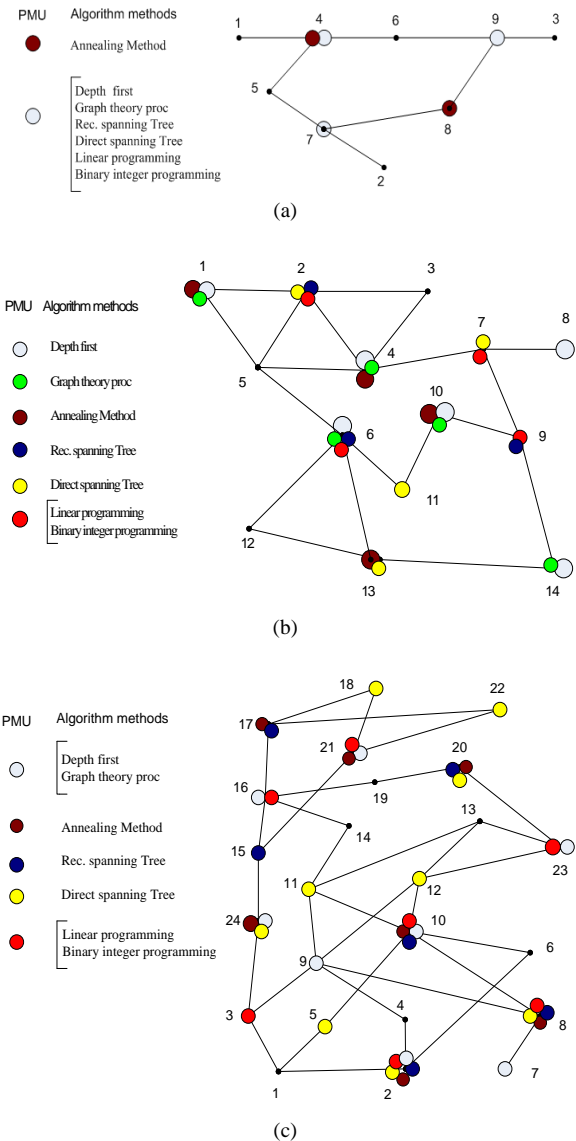 PMU Algorithm methods
Annealing Method
Depth first
Graph theory proc
Rec. spanning Tree
Direct spanning Tree
Linear programming
Binary integer programming
1 4 6 9 3
5
7 8
2
(a)
1 2 3
PMU Algorithm methods
Depth first
Graph theory proc
Annealing Method
Rec. spanning Tree
Direct spanning Tree
Linear programming
Binary integer programming
7 8
4
5
10
6 9
11
12
13 14
(b)
PMU Algorithm methods
Depth first
Graph theory proc
Annealing Method
Rec. spanning Tree
Direct spanning Tree
Linear programming
Binary integer programming
18 22
17
21 20
16 19 13
14
15
23
11 12
24 10
9 6
3 5 4
8
7
1 2
(c)